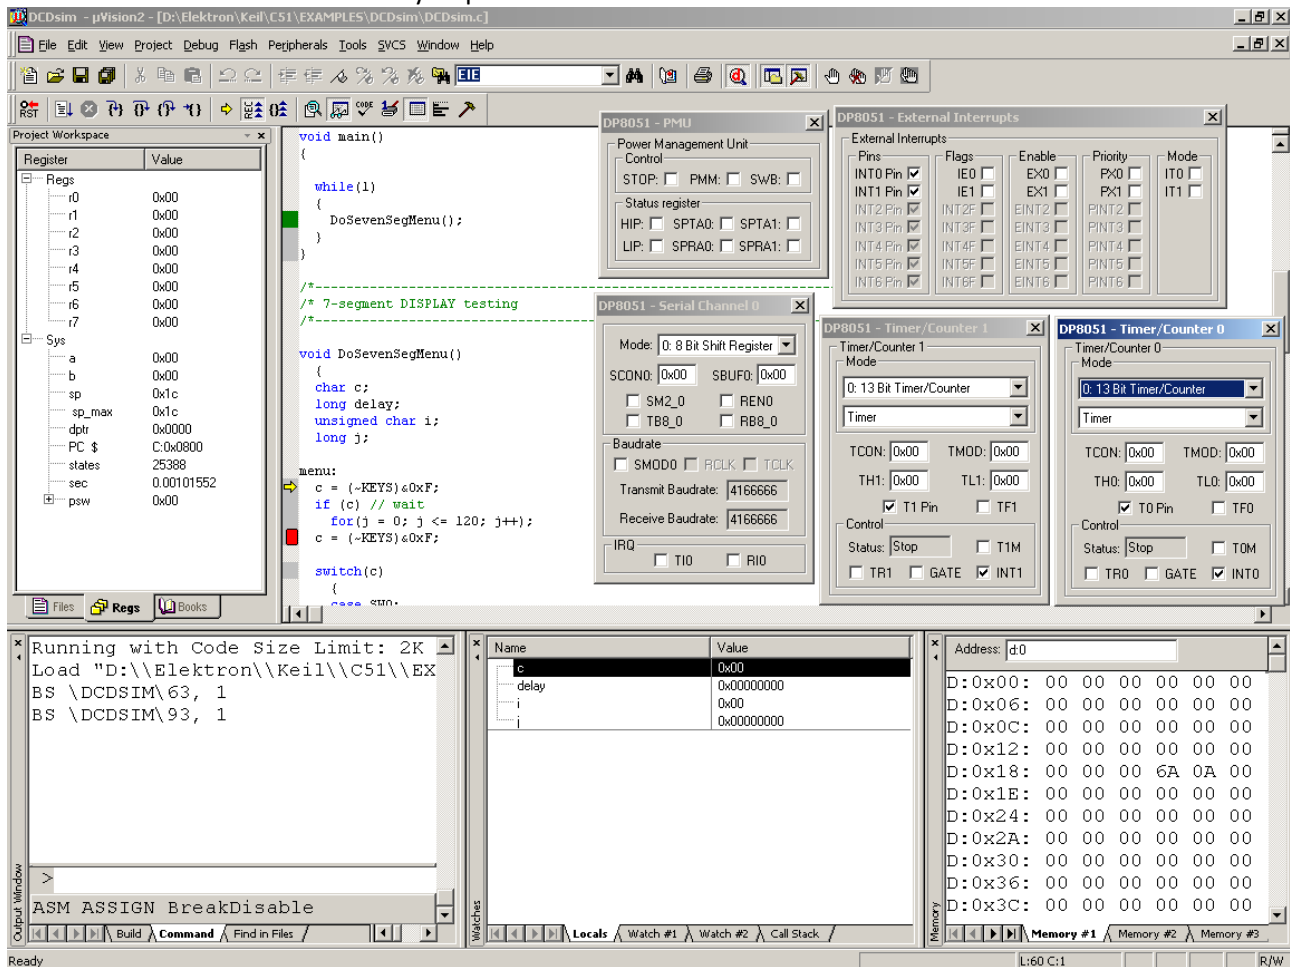 DCDsim - µVision2 - [D:\Elektron\Keil\C51\EXAMPLES\DCDsim\DCDsim.c]
File Edit View Project Debug Flash Peripherals Tools SVCS Window Help
EIE
RST
CODE
Project Workspace
Register Value
Regs
r0 0x00
r1 0x00
r2 0x00
r3 0x00
r4 0x00
r5 0x00
r6 0x00
r7 0x00
Sys
a 0x00
b 0x00
sp 0x1c
sp_max 0x1c
dptr 0x0000
PC $ C:0x0800
states 25388
sec 0.00101552
psw 0x00
Files Regs Books
void main()
{
while(1)
{
DoSevenSegMenu();
}
}
/*-----------------------------------
/* 7-segment DISPLAY testing
/*-----------------------------------
void DoSevenSegMenu()
{
char c;
long delay;
unsigned char i;
long j;
menu:
c = (~KEYS)&0xF;
if (c) // wait
for(j = 0; j <= 120; j++);
c = (~KEYS)&0xF;
switch(c)
{
case SW0:
DP8051 - PMU
Power Management Unit
Control
STOP: PMM: SWB:
Status register
HIP: SPTA0: SPTA1:
LIP: SPRA0: SPRA1:
DP8051 - External Interrupts
External Interrupts
Pins Flags Enable Priority Mode
INT0 Pin IE0 EX0 PX0 IT0
INT1 Pin IE1 EX1 PX1 IT1
INT2 Pin INT2F EINT2 PINT2
INT3 Pin INT3F EINT3 PINT3
INT4 Pin INT4F EINT4 PINT4
INT5 Pin INT5F EINT5 PINT5
INT6 Pin INT6F EINT6 PINT6
DP8051 - Serial Channel 0
Mode: 0: 8 Bit Shift Register
SCON0: 0x00 SBUF0: 0x00
SM2_0 REN0
TB8_0 RB8_0
Baudrate
SMOD0 RCLK TCLK
Transmit Baudrate: 4166666
Receive Baudrate: 4166666
IRQ
TI0 RI0
DP8051 - Timer/Counter 1
Timer/Counter 1
Mode
0: 13 Bit Timer/Counter
Timer
TCON: 0x00 TMOD: 0x00
TH1: 0x00 TL1: 0x00
T1 Pin TF1
Control
Status: Stop T1M
TR1 GATE INT1
DP8051 - Timer/Counter 0
Timer/Counter 0
Mode
0: 13 Bit Timer/Counter
Timer
TCON: 0x00 TMOD: 0x00
TH0: 0x00 TL0: 0x00
T0 Pin TF0
Control
Status: Stop T0M
TR0 GATE INT0
Running with Code Size Limit: 2K
Load "D:\\Elektron\\Keil\\C51\\EX
BS \DCDSIM\63, 1
BS \DCDSIM\93, 1
>
ASM ASSIGN BreakDisable
Build Command Find in Files
Output Window
Name Value
c 0x00
delay 0x00000000
i 0x00
j 0x00000000
Locals Watch #1 Watch #2 Call Stack
Watches
Address: d:0
D:0x00: 00 00 00 00 00 00
D:0x06: 00 00 00 00 00 00
D:0x0C: 00 00 00 00 00 00
D:0x12: 00 00 00 00 00 00
D:0x18: 00 00 00 6A 0A 00
D:0x1E: 00 00 00 00 00 00
D:0x24: 00 00 00 00 00 00
D:0x2A: 00 00 00 00 00 00
D:0x30: 00 00 00 00 00 00
D:0x36: 00 00 00 00 00 00
D:0x3C: 00 00 00 00 00 00
Memory #1 Memory #2 Memory #3
Memory
Ready L:60 C:1 R/W